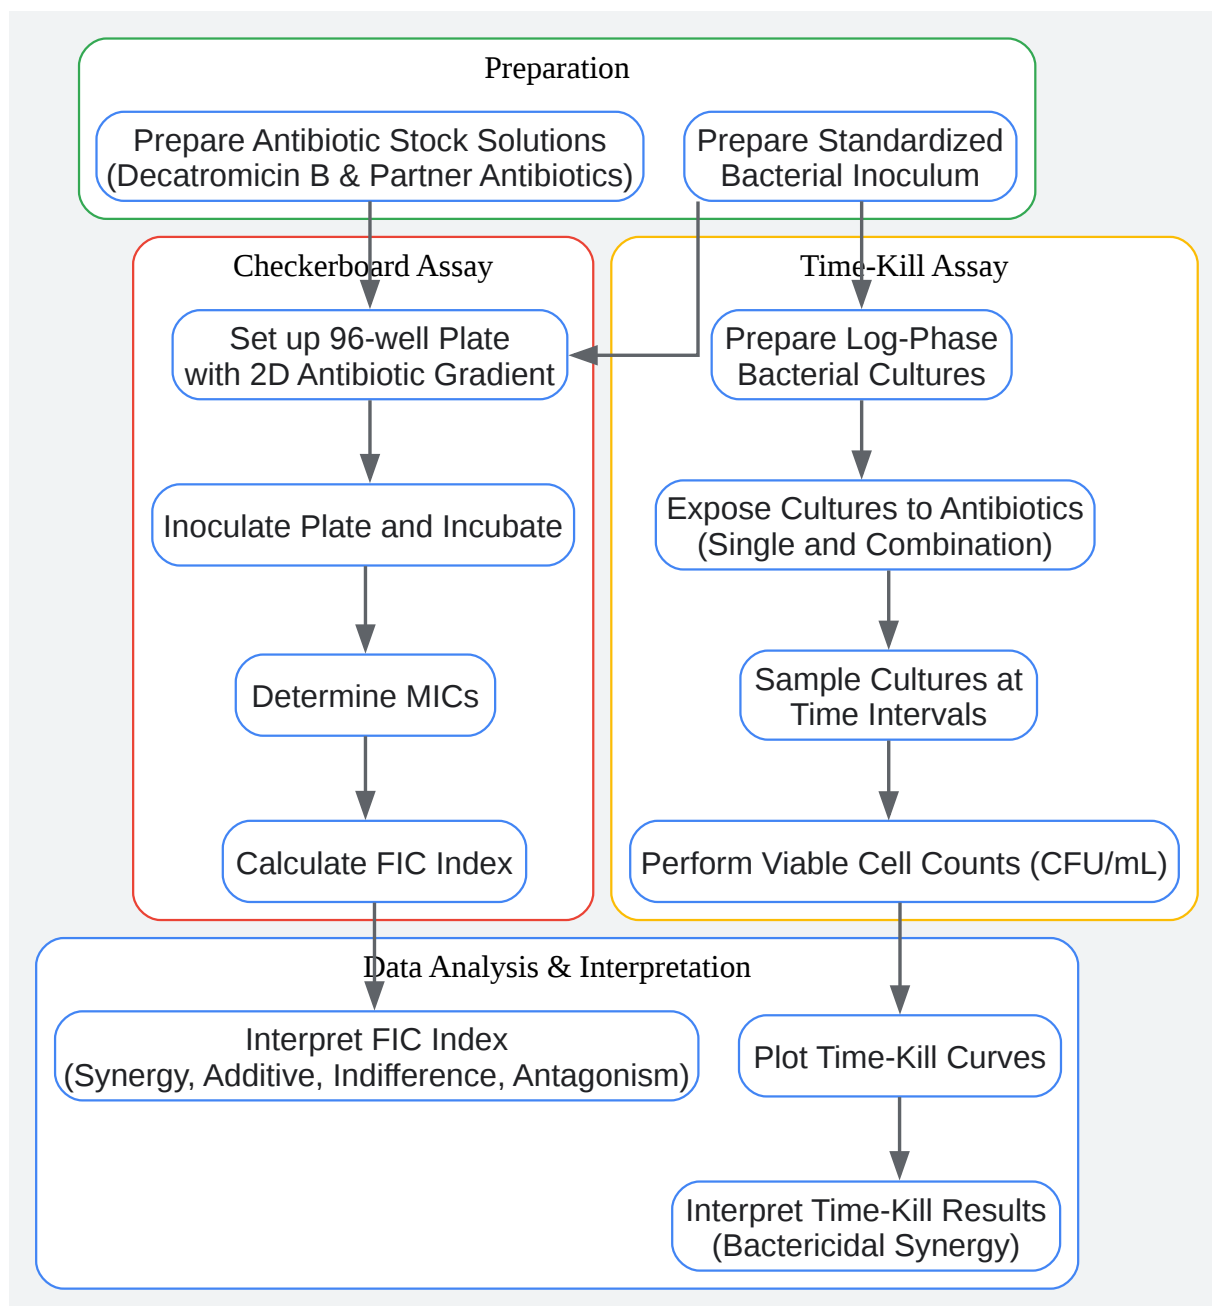 Preparation
Prepare Antibiotic Stock Solutions
(Decatromicin B & Partner Antibiotics)
Prepare Standardized
Bacterial Inoculum
Checkerboard Assay
Set up 96-well Plate
with 2D Antibiotic Gradient
Inoculate Plate and Incubate
Determine MICs
Calculate FIC Index
Time-Kill Assay
Prepare Log-Phase
Bacterial Cultures
Expose Cultures to Antibiotics
(Single and Combination)
Sample Cultures at
Time Intervals
Perform Viable Cell Counts (CFU/mL)
Data Analysis & Interpretation
Interpret FIC Index
(Synergy, Additive, Indifference, Antagonism)
Plot Time-Kill Curves
Interpret Time-Kill Results
(Bactericidal Synergy)